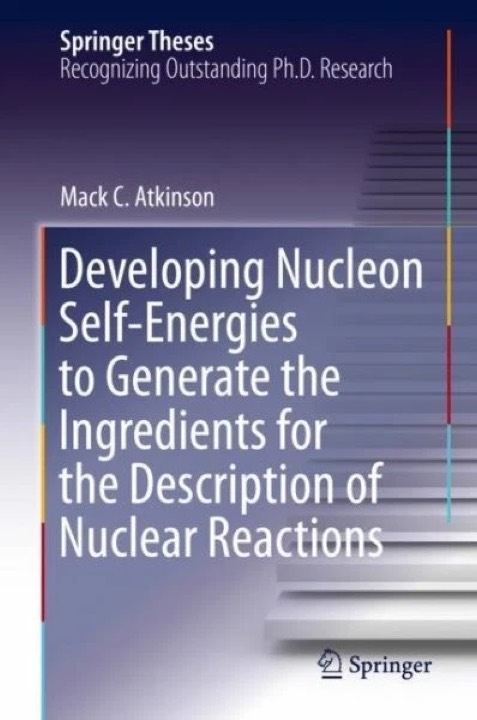 Springer Theses
Recognizing Outstanding Ph.D. Research
Mack C. Atkinson
Developing Nucleon
Self-Energies
to Generate the
Ingredients for
the Description of
Nuclear Reactions
Springer